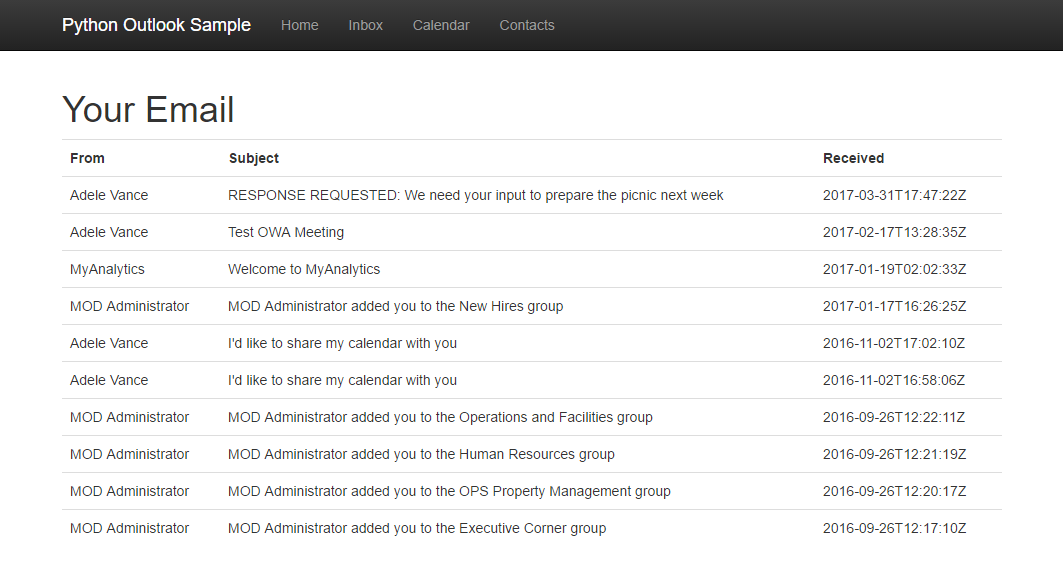 Python Outlook Sample Home Inbox Calendar Contacts
Your Email
From Subject Received
Adele Vance RESPONSE REQUESTED: We need your input to prepare the picnic next week 2017-03-31T17:47:22Z
Adele Vance Test OWA Meeting 2017-02-17T13:28:35Z
MyAnalytics Welcome to MyAnalytics 2017-01-19T02:02:33Z
MOD Administrator MOD Administrator added you to the New Hires group 2017-01-17T16:26:25Z
Adele Vance I'd like to share my calendar with you 2016-11-02T17:02:10Z
Adele Vance I'd like to share my calendar with you 2016-11-02T16:58:06Z
MOD Administrator MOD Administrator added you to the Operations and Facilities group 2016-09-26T12:22:11Z
MOD Administrator MOD Administrator added you to the Human Resources group 2016-09-26T12:21:19Z
MOD Administrator MOD Administrator added you to the OPS Property Management group 2016-09-26T12:20:17Z
MOD Administrator MOD Administrator added you to the Executive Corner group 2016-09-26T12:17:10Z